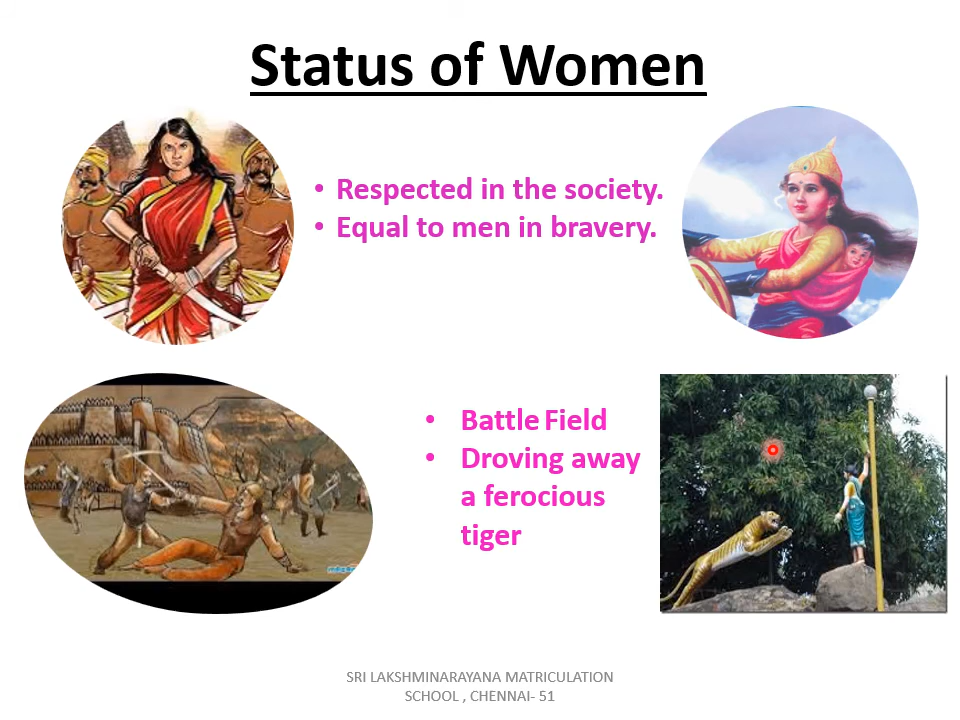 Status of Women
• Respected in the society.
• Equal to men in bravery.
• Battle Field
• Droving away
a ferocious
tiger
SRI LAKSHMINARAYANA MATRICULATION
SCHOOL , CHENNAI- 51